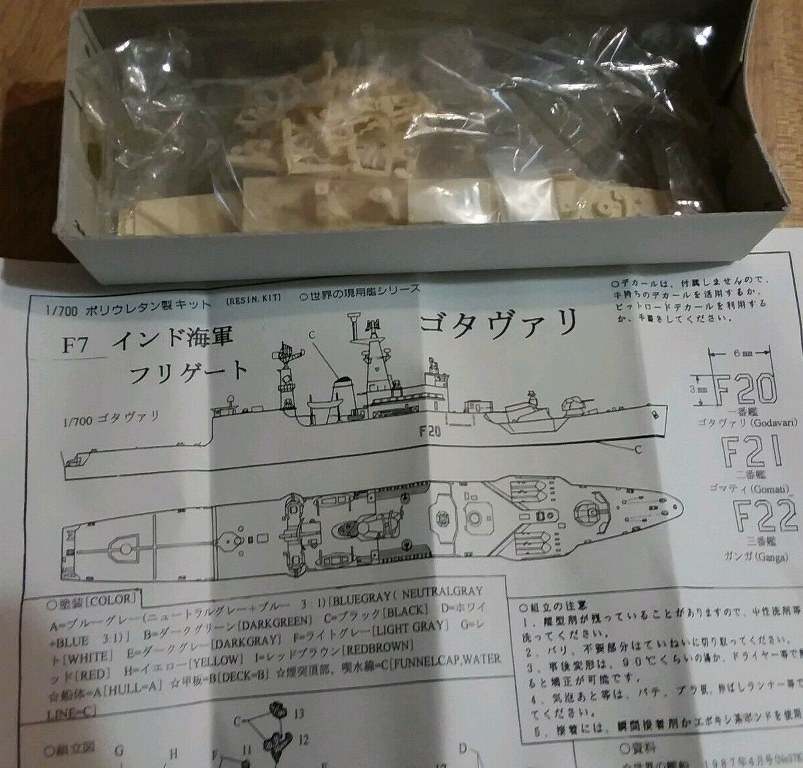 1/700 ポリウレタン製キット [RESIN.KIT] ○世界の現用艦シリーズ
○デカールは、付属しませんので、
手持ちのデカールを活用するか、
ピットロードデカールを利用する
か、手書きしてください。
F7 インド海軍
フリゲート
ゴタヴァリ
C
1/700 ゴタヴァリ
F20
C
6mm
3mm
F20
一番艦
ゴタヴァリ(Godavari)
F21
二番艦
ゴマティ(Gomati)
F22
三番艦
ガンガ(Ganga)
○塗装[COLOR]
A=ブルーグレー(ニュートラルグレー+ブルー 3 1)[BLUEGRAY( NEUTRALGRAY
+BLUE 3 1)] B=ダークグリーン[DARKGREEN] C=ブラック[BLACK] D=ホワイ
ト[WHITE] E=ダークグレー[DARKGRAY] F=ライトグレー[LIGHT GRAY] G=レ
ッド[RED] H=イエロー[YELLOW] I=レッドブラウン[REDBROWN]
☆船体=A[HULL=A] ☆甲板=B[DECK=B] ☆煙突頂部、喫水線=C[FUNNELCAP,WATER
LINE=C]
○組立の注意
1. 離型剤が残っていることがありますので、中性洗剤等
洗ってください。
2. バリ、不要部分はていねいに切り取ってください。
3. 事後変形は、90℃くらいの湯か、ドライヤー等で
ると矯正が可能です。
4. 気泡あと等は、パテ、プラ板、伸ばしランナー等で
てください。
5. 接着には、瞬間接着剤かエポキシ系ボンドを使用
○組立図
G
H
F
11
C
13
12
D
○資料
☆世界の艦船 1987年4月号